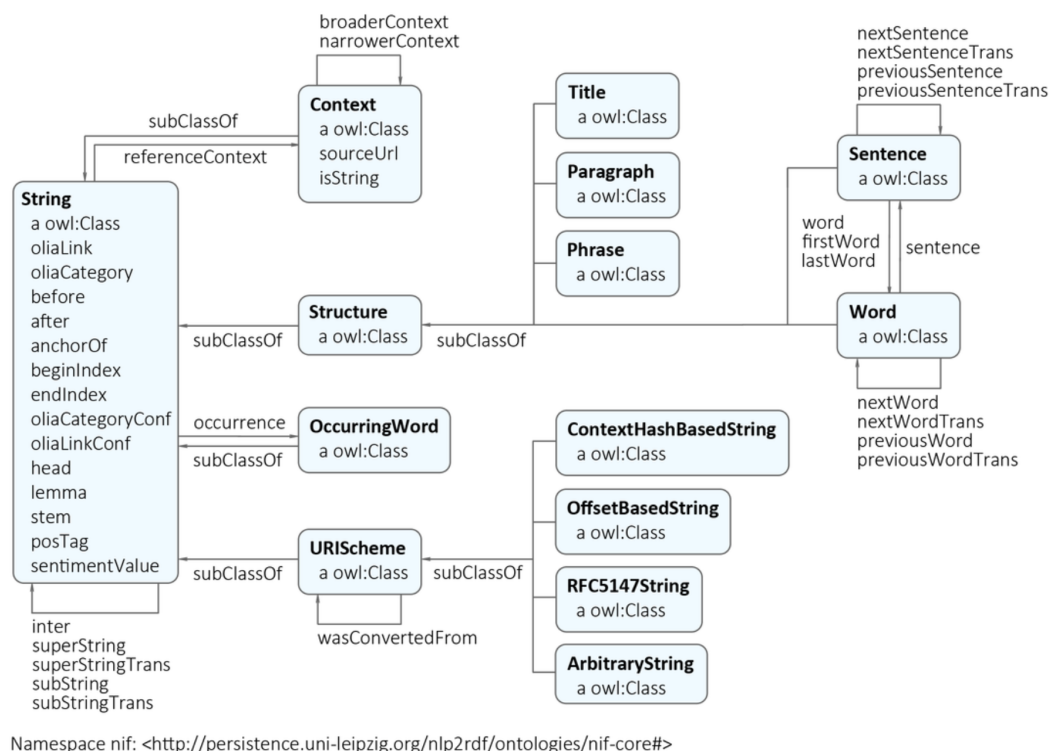 broaderContext
narrowerContext
Context
a owl:Class
sourceUrl
isString
subClassOf
referenceContext
String
a owl:Class
oliaLink
oliaCategory
before
after
anchorOf
beginIndex
endIndex
oliaCategoryConf
oliaLinkConf
head
lemma
stem
posTag
sentimentValue
inter
superString
superStringTrans
subString
subStringTrans
subClassOf
Structure
a owl:Class
subClassOf
Title
a owl:Class
Paragraph
a owl:Class
Phrase
a owl:Class
nextSentence
nextSentenceTrans
previousSentence
previousSentenceTrans
Sentence
a owl:Class
word
firstWord
lastWord
sentence
Word
a owl:Class
nextWord
nextWordTrans
previousWord
previousWordTrans
occurrence
subClassOf
OccurringWord
a owl:Class
subClassOf
URIScheme
a owl:Class
wasConvertedFrom
subClassOf
ContextHashBasedString
a owl:Class
OffsetBasedString
a owl:Class
RFC5147String
a owl:Class
ArbitraryString
a owl:Class
Namespace nif: <http://persistence.uni-leipzig.org/nlp2rdf/ontologies/nif-core#>